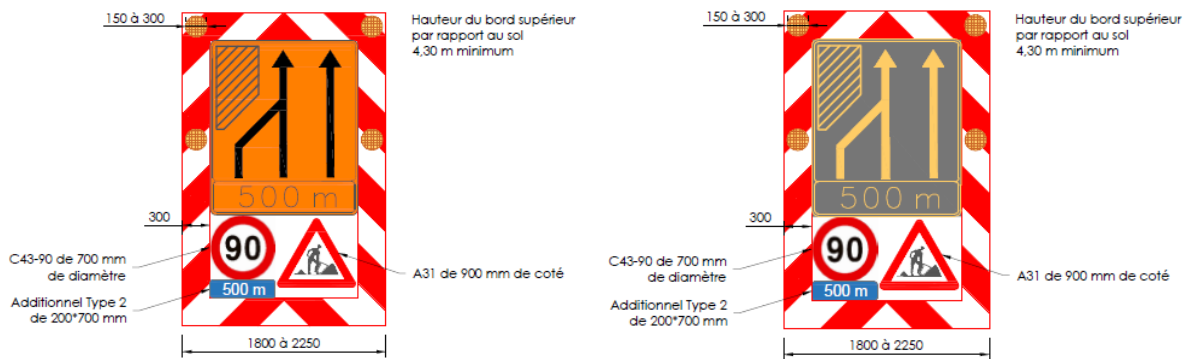 150 à 300
Hauteur du bord supérieur
par rapport au sol
4,30 m minimum
500 m
300
90
C43-90 de 700 mm
de diamètre
A31 de 900 mm de coté
500 m
Additionnel Type 2
de 200*700 mm
1800 à 2250
150 à 300
Hauteur du bord supérieur
par rapport au sol
4,30 m minimum
500 m
300
90
C43-90 de 700 mm
de diamètre
A31 de 900 mm de coté
500 m
Additionnel Type 2
de 200*700 mm
1800 à 2250